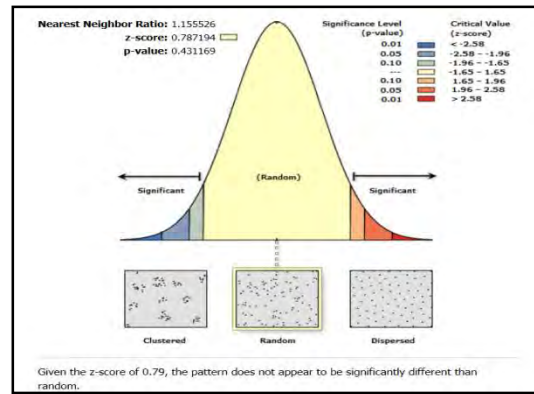 Nearest Neighbor Ratio: 1.155526
z-score: 0.787194
p-value: 0.431169
Significance Level (p-value) Critical Value (z-score)
0.01 < -2.58
0.05 -2.58 - -1.96
0.10 -1.96 - -1.65
--- -1.65 - 1.65
0.10 1.65 - 1.96
0.05 1.96 - 2.58
0.01 > 2.58
Significant (Random) Significant
Clustered Random Dispersed
Given the z-score of 0.79, the pattern does not appear to be significantly different than
random.